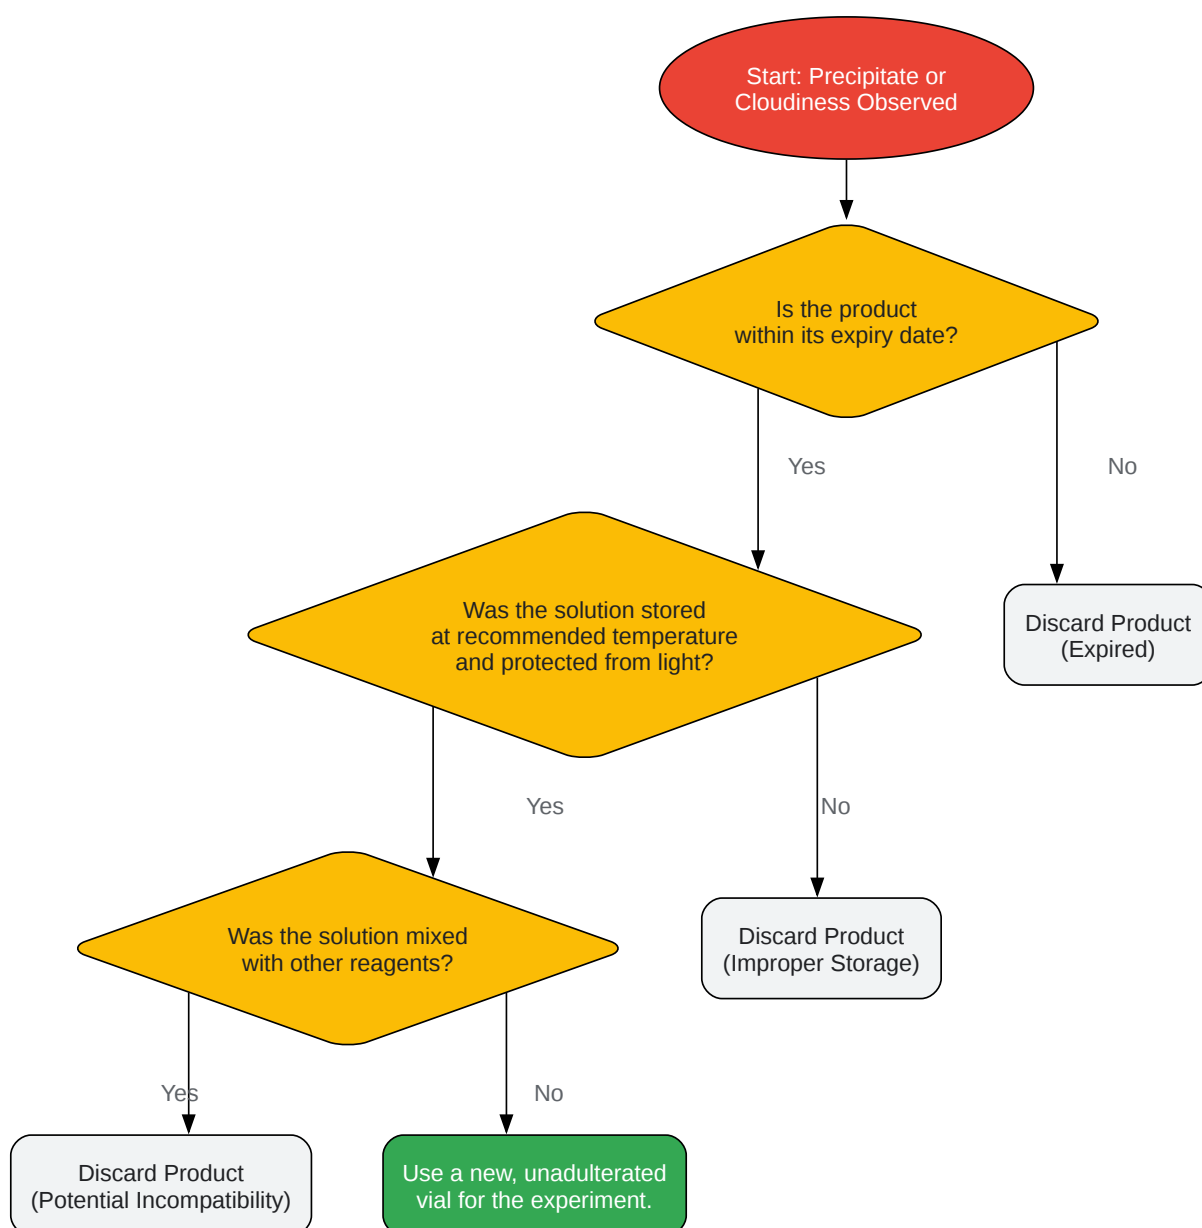 Start: Precipitate or
Cloudiness Observed
Is the product
within its expiry date?
Yes
No
Was the solution stored
at recommended temperature
and protected from light?
Discard Product
(Expired)
Yes
No
Was the solution mixed
with other reagents?
Discard Product
(Improper Storage)
Yes
No
Discard Product
(Potential Incompatibility)
Use a new, unadulterated
vial for the experiment.